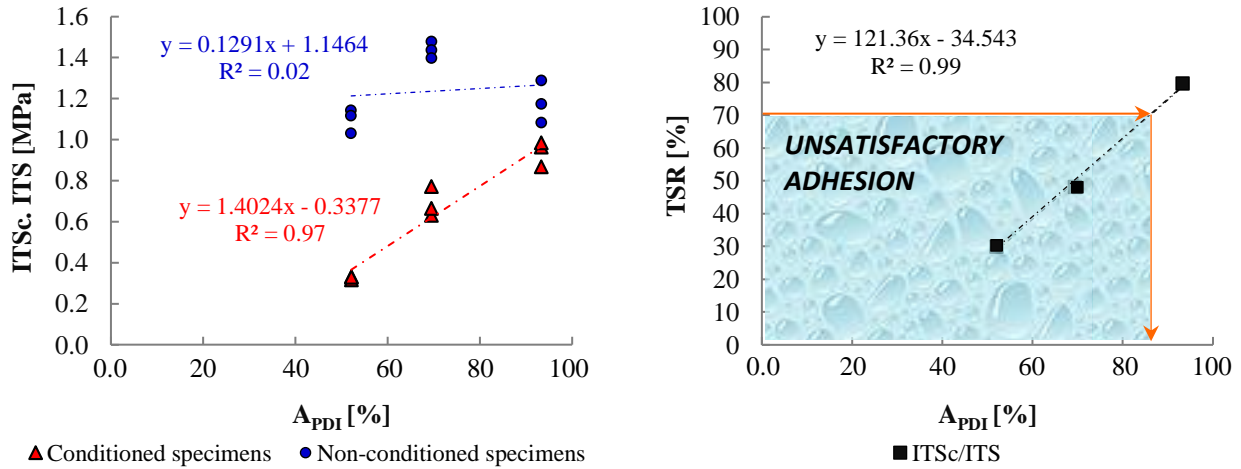 ITSc. ITS [MPa]
1.6
1.4
1.2
1.0
0.8
0.6
0.4
0.2
0.0
y = 0.1291x + 1.1464
R² = 0.02
y = 1.4024x - 0.3377
R² = 0.97
0.0 20 40 60 80 100
A_PDI [%]
Conditioned specimens Non-conditioned specimens
TSR [%]
100
90
80
70
60
50
40
30
20
10
0
y = 121.36x - 34.543
R² = 0.99
UNSATISFACTORY
ADHESION
0.0 20 40 60 80 100
A_PDI [%]
ITSc/ITS